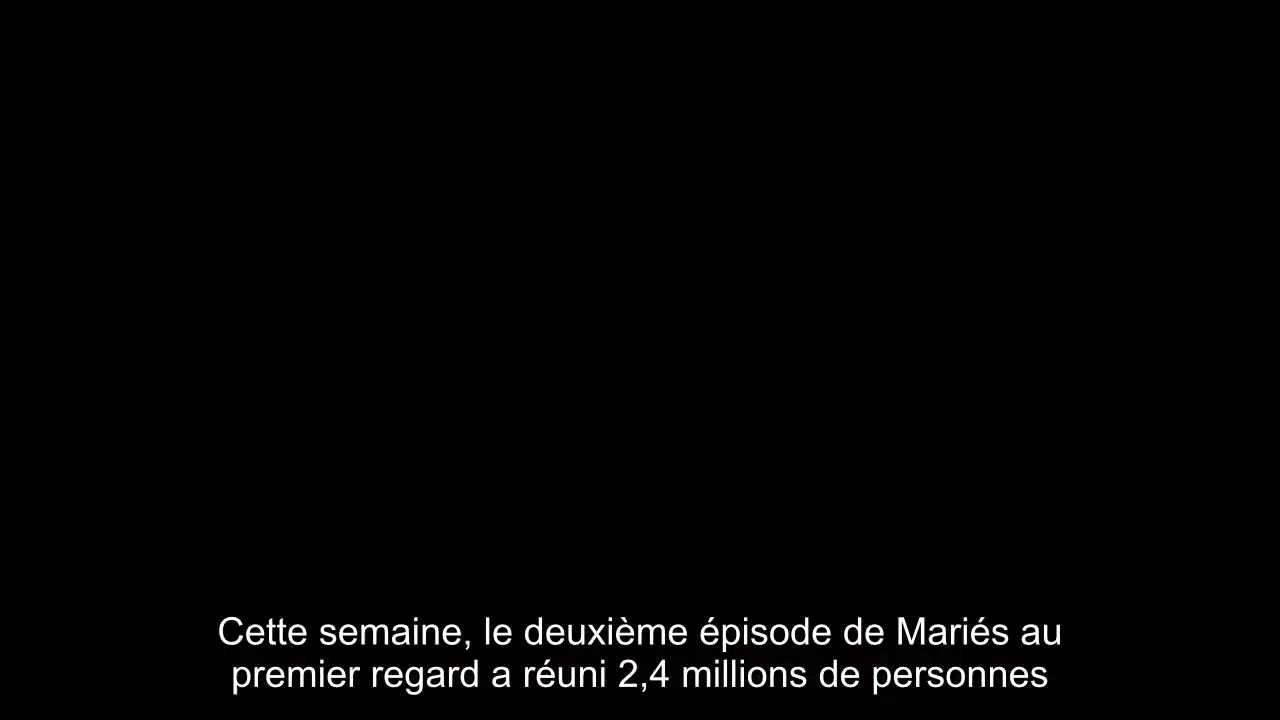 Cette semaine, le deuxième épisode de Mariés au
premier regard a réuni 2,4 millions de personnes